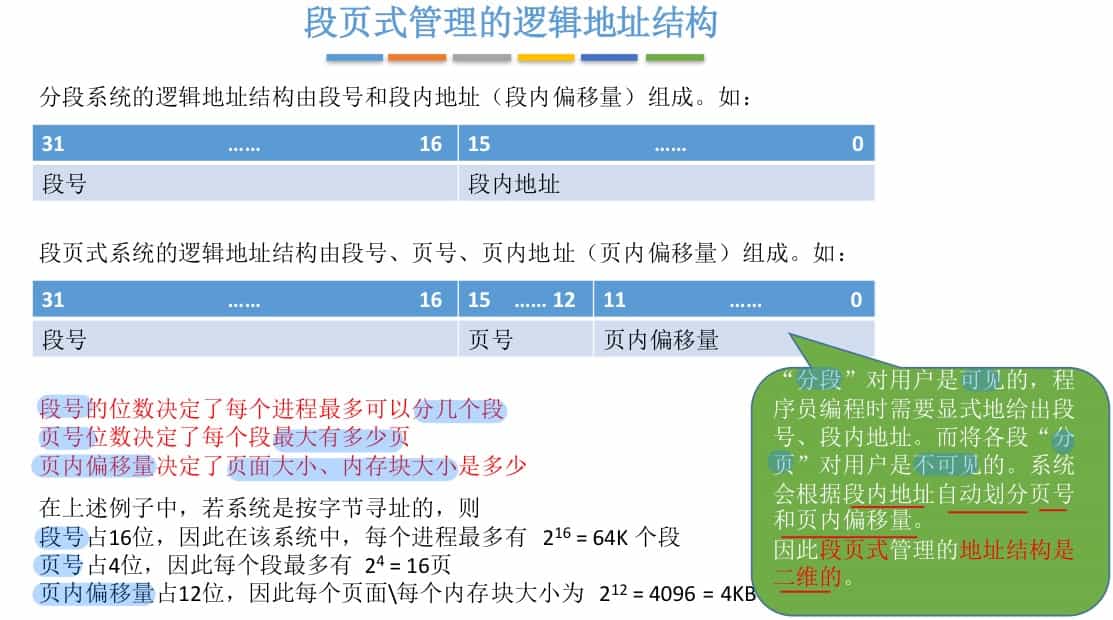 段页式管理的逻辑地址结构
分段系统的逻辑地址结构由段号和段内地址（段内偏移量）组成。如：
31 …… 16 15 …… 0
段号 段内地址
段页式系统的逻辑地址结构由段号、页号、页内地址（页内偏移量）组成。如：
31 …… 16 15 …… 12 11 …… 0
段号 页号 页内偏移量
段号的位数决定了每个进程最多可以分几个段
页号位数决定了每个段最大有多少页
页内偏移量决定了页面大小、内存块大小是多少
在上述例子中，若系统是按字节寻址的，则
段号占16位，因此在该系统中，每个进程最多有 2¹⁶ = 64K 个段
页号占4位，因此每个段最多有 2⁴ = 16页
页内偏移量占12位，因此每个页面\每个内存块大小为 2¹² = 4096 = 4KB
“分段”对用户是可见的，程
序员编程时需要显式地给出段
号、段内地址。而将各段“分
页”对用户是不可见的。系统
会根据段内地址自动划分页号
和页内偏移量。
因此段页式管理的地址结构是
二维的。